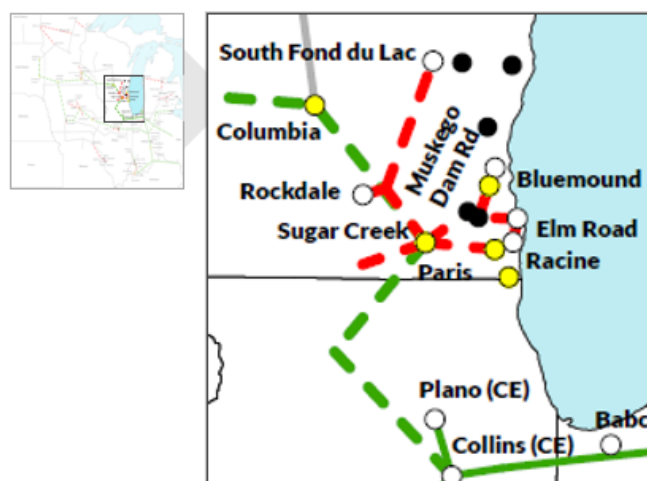 South Fond du Lac
Columbia
Muskego
Dam Rd
Bluemound
Rockdale
Elm Road
Sugar Creek
Racine
Paris
Plano (CE)
Babc
Collins (CE)